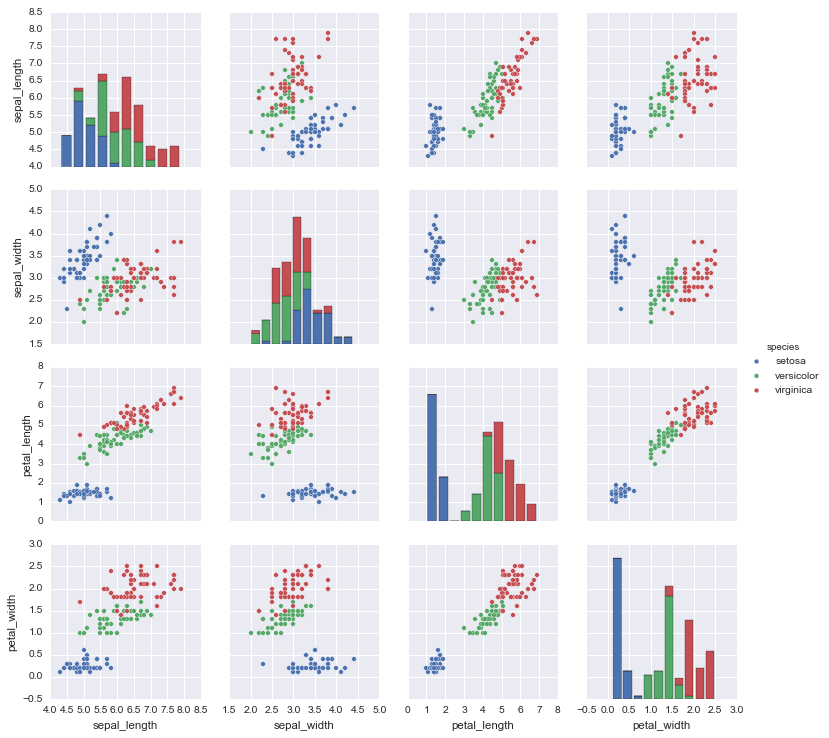 sepal_length
8.5
8.0
7.5
7.0
6.5
6.0
5.5
5.0
4.5
4.0
sepal_width
5.0
4.5
4.0
3.5
3.0
2.5
2.0
1.5
species
setosa
versicolor
virginica
petal_length
8
7
6
5
4
3
2
1
0
petal_width
3.0
2.5
2.0
1.5
1.0
0.5
0.0
−0.5
4.0 4.5 5.0 5.5 6.0 6.5 7.0 7.5 8.0 8.5
1.5 2.0 2.5 3.0 3.5 4.0 4.5 5.0
0 1 2 3 4 5 6 7 8
−0.5 0.0 0.5 1.0 1.5 2.0 2.5 3.0
sepal_length
sepal_width
petal_length
petal_width